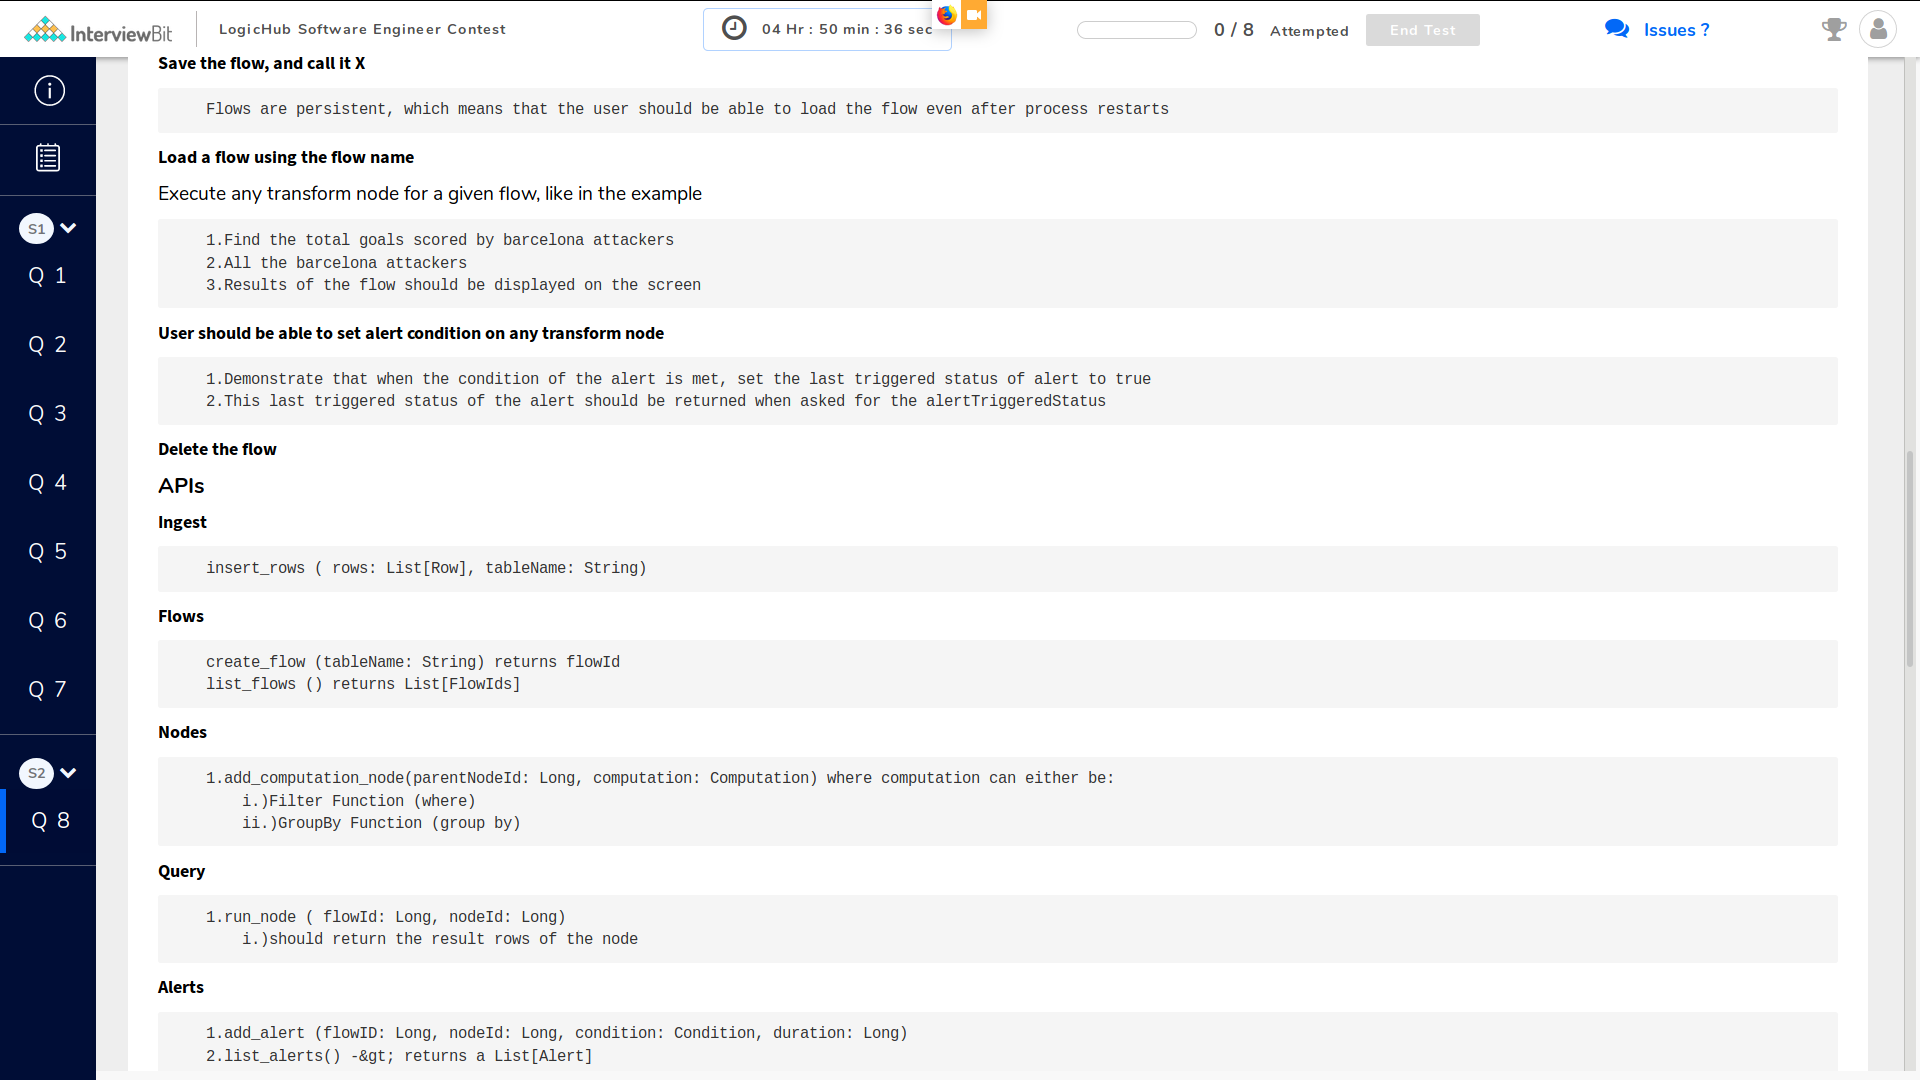 InterviewBit
LogicHub Software Engineer Contest
04 Hr : 50 min : 36 sec
0 / 8 Attempted
End Test
Issues ?
S1
Q 1
Q 2
Q 3
Q 4
Q 5
Q 6
Q 7
S2
Q 8
Save the flow, and call it X
Flows are persistent, which means that the user should be able to load the flow even after process restarts
Load a flow using the flow name
Execute any transform node for a given flow, like in the example
1.Find the total goals scored by barcelona attackers
2.All the barcelona attackers
3.Results of the flow should be displayed on the screen
User should be able to set alert condition on any transform node
1.Demonstrate that when the condition of the alert is met, set the last triggered status of alert to true
2.This last triggered status of the alert should be returned when asked for the alertTriggeredStatus
Delete the flow
APIs
Ingest
insert_rows ( rows: List[Row], tableName: String)
Flows
create_flow (tableName: String) returns flowId
list_flows () returns List[FlowIds]
Nodes
1.add_computation_node(parentNodeId: Long, computation: Computation) where computation can either be:
i.)Filter Function (where)
ii.)GroupBy Function (group by)
Query
1.run_node ( flowId: Long, nodeId: Long)
i.)should return the result rows of the node
Alerts
1.add_alert (flowID: Long, nodeId: Long, condition: Condition, duration: Long)
2.list_alerts() -&gt; returns a List[Alert]